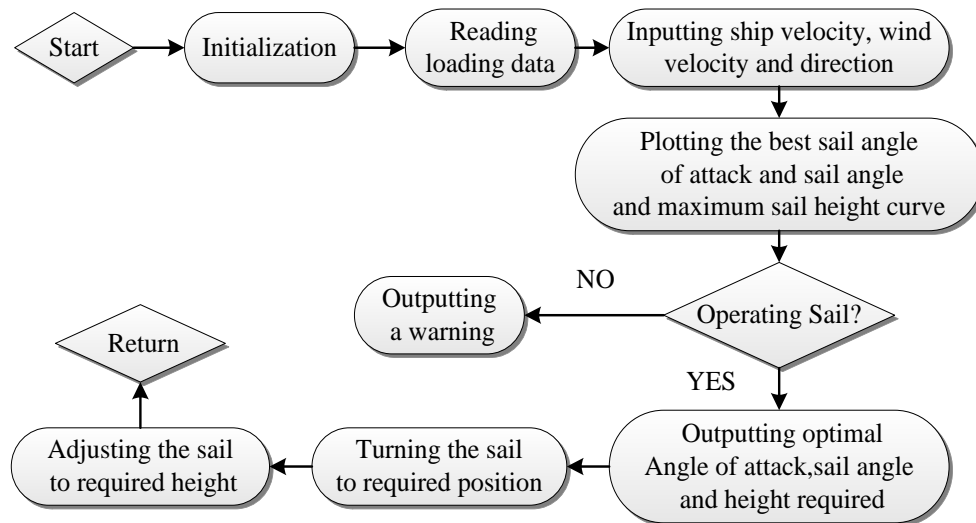 Start
Initialization
Reading
loading data
Inputting ship velocity, wind
velocity and direction
Plotting the best sail angle
of attack and sail angle
and maximum sail height curve
Operating Sail?
NO
Outputting
a warning
YES
Outputting optimal
Angle of attack,sail angle
and height required
Turning the sail
to required position
Adjusting the sail
to required height
Return